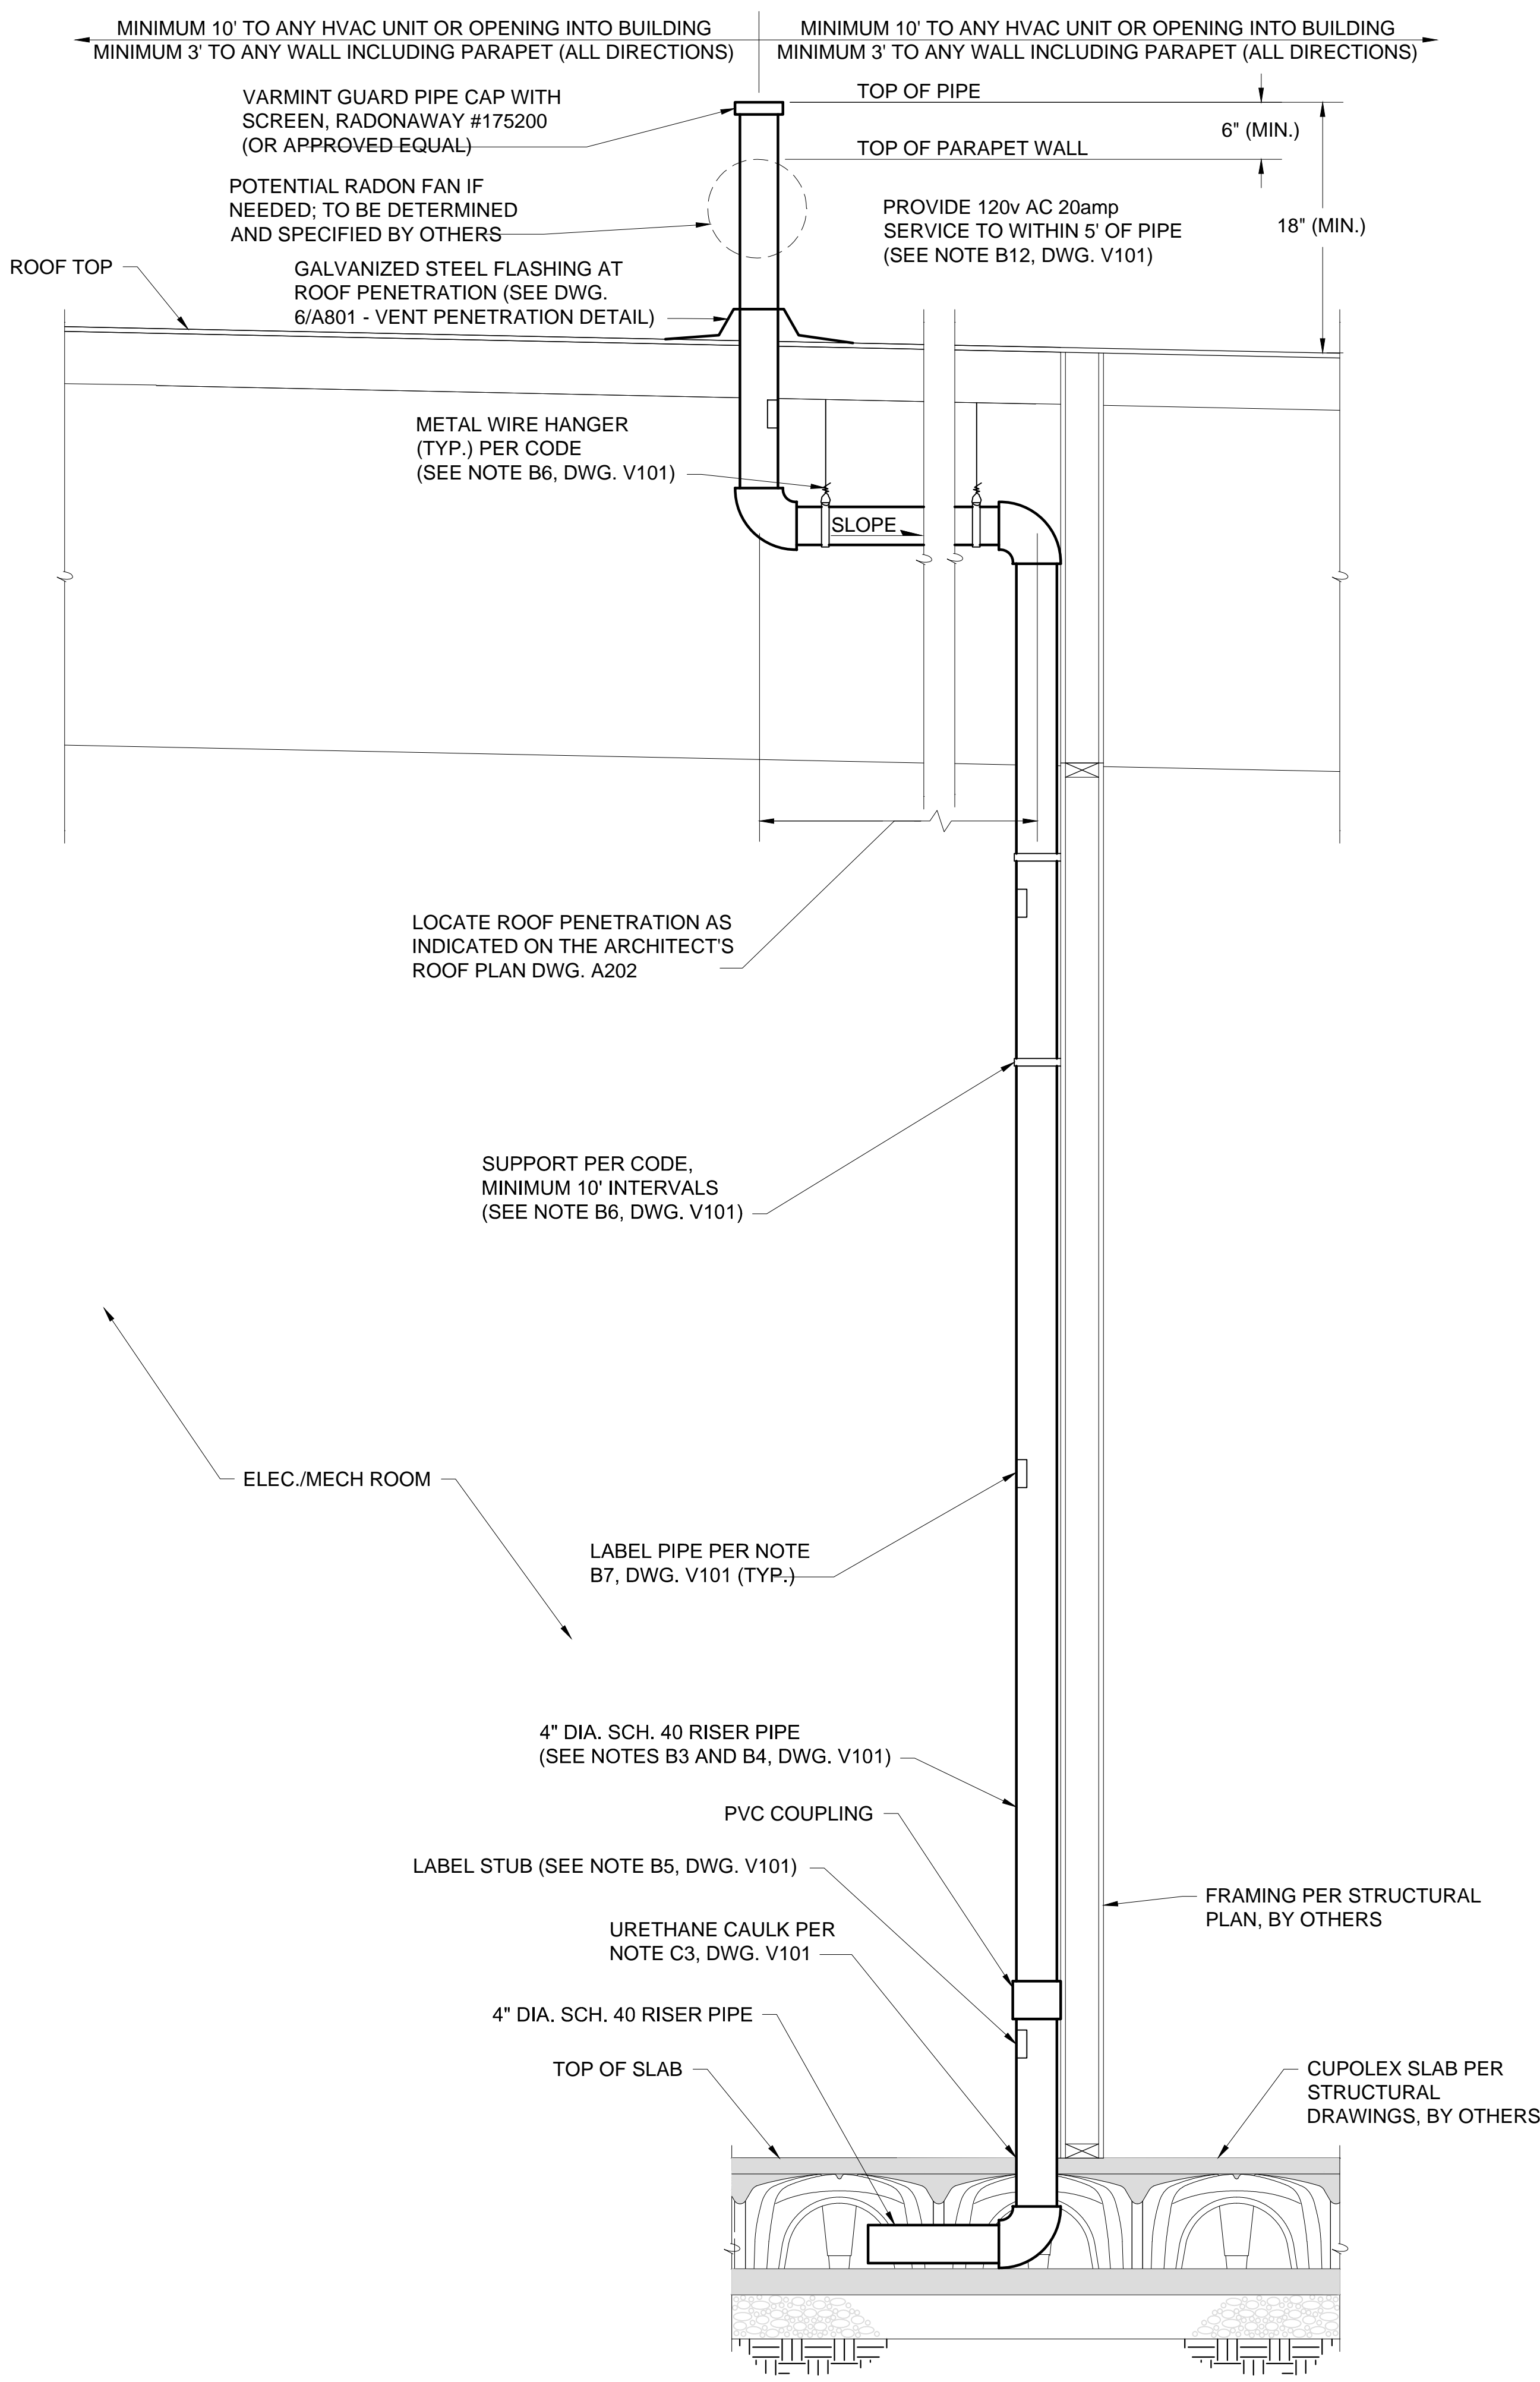 MINIMUM 10' TO ANY HVAC UNIT OR OPENING INTO BUILDING
MINIMUM 3' TO ANY WALL INCLUDING PARAPET (ALL DIRECTIONS)
MINIMUM 10' TO ANY HVAC UNIT OR OPENING INTO BUILDING
MINIMUM 3' TO ANY WALL INCLUDING PARAPET (ALL DIRECTIONS)
VARMINT GUARD PIPE CAP WITH
SCREEN, RADONAWAY #175200
(OR APPROVED EQUAL)
TOP OF PIPE
6" (MIN.)
TOP OF PARAPET WALL
POTENTIAL RADON FAN IF
NEEDED; TO BE DETERMINED
AND SPECIFIED BY OTHERS
PROVIDE 120v AC 20amp
SERVICE TO WITHIN 5' OF PIPE
(SEE NOTE B12, DWG. V101)
18" (MIN.)
ROOF TOP
GALVANIZED STEEL FLASHING AT
ROOF PENETRATION (SEE DWG.
6/A801 - VENT PENETRATION DETAIL)
METAL WIRE HANGER
(TYP.) PER CODE
(SEE NOTE B6, DWG. V101)
SLOPE
LOCATE ROOF PENETRATION AS
INDICATED ON THE ARCHITECT'S
ROOF PLAN DWG. A202
SUPPORT PER CODE,
MINIMUM 10' INTERVALS
(SEE NOTE B6, DWG. V101)
ELEC./MECH ROOM
LABEL PIPE PER NOTE
B7, DWG. V101 (TYP.)
4" DIA. SCH. 40 RISER PIPE
(SEE NOTES B3 AND B4, DWG. V101)
PVC COUPLING
LABEL STUB (SEE NOTE B5, DWG. V101)
FRAMING PER STRUCTURAL
PLAN, BY OTHERS
URETHANE CAULK PER
NOTE C3, DWG. V101
4" DIA. SCH. 40 RISER PIPE
TOP OF SLAB
CUPOLEX SLAB PER
STRUCTURAL
DRAWINGS, BY OTHERS